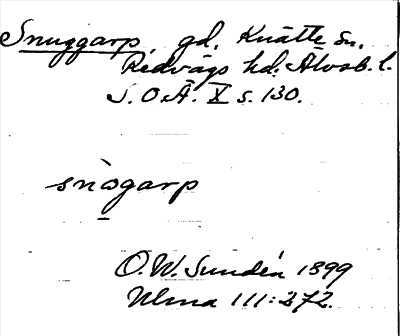 Snuggarp, gd. Knätte sn.
Redvägs hd. Älvsb. l.
S.O.Ä. X s. 130.
snògarp
O.W. Sundén 1899
Ulma 111:272.